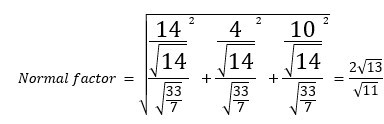 Normal factor = √(((14/√14)/√(33/7))² + ((4/√14)/√(33/7))² + ((10/√14)/√(33/7))²) = 2√13/√11